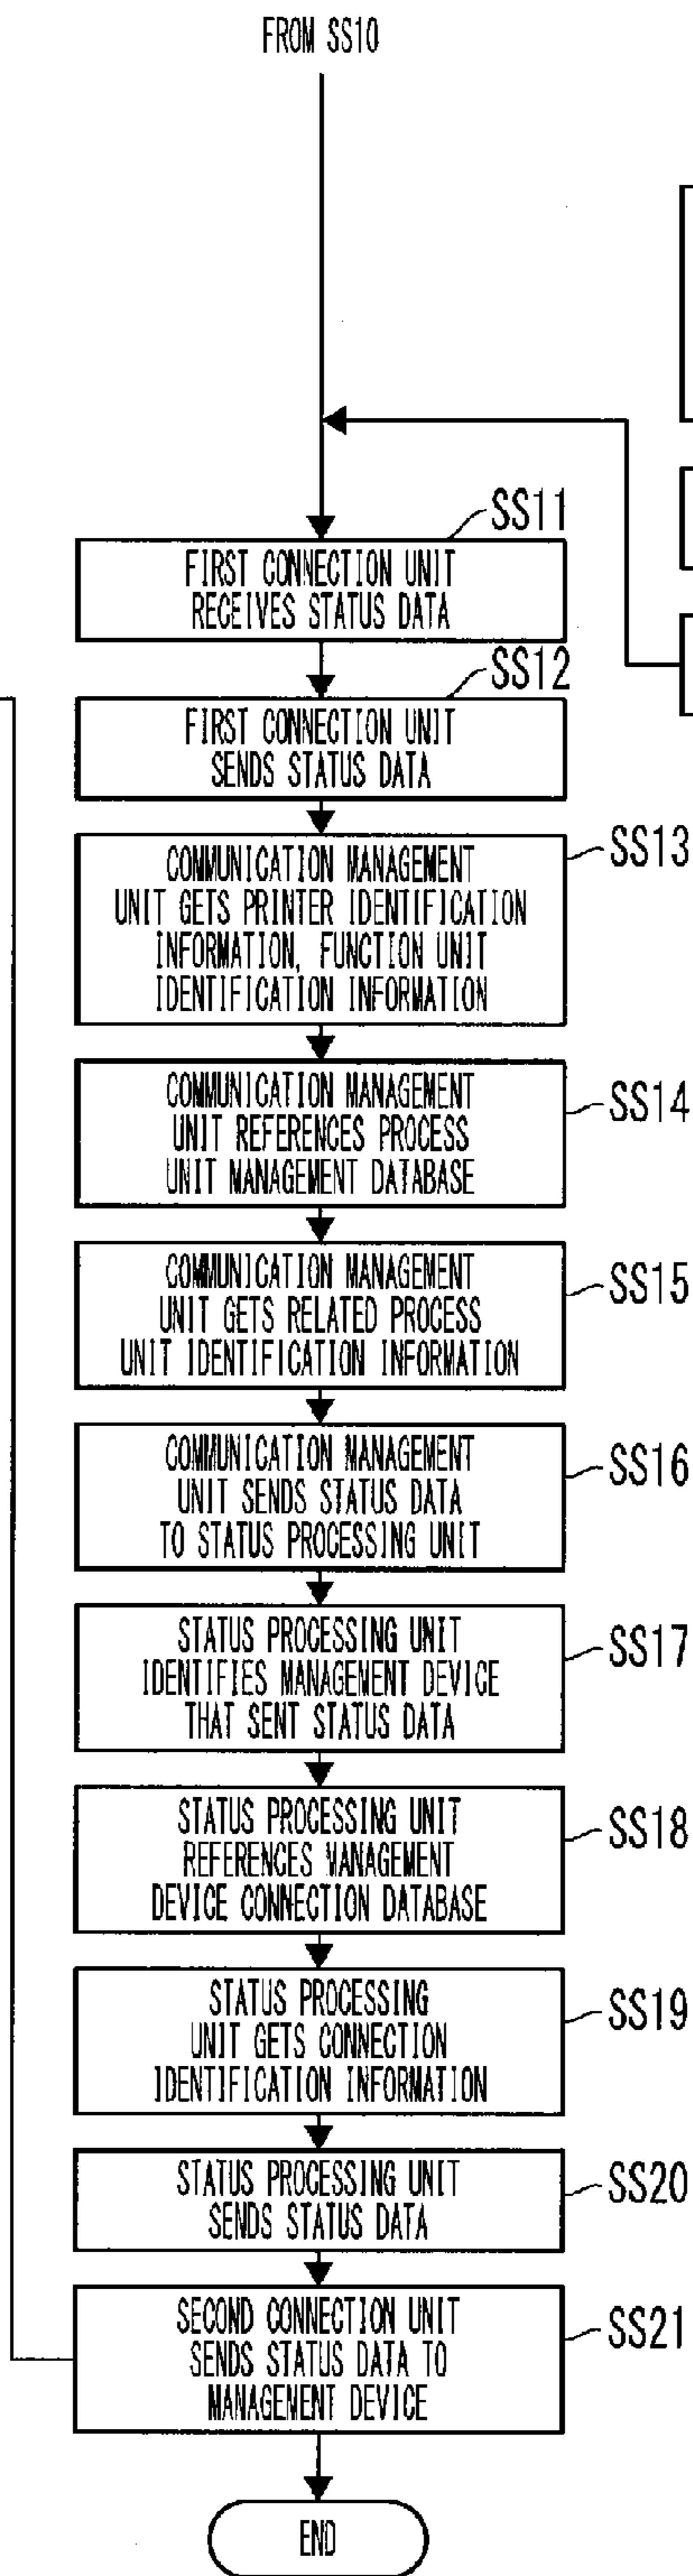 FROM SS10
SS11
FIRST CONNECTION UNIT
RECEIVES STATUS DATA
SS12
FIRST CONNECTION UNIT
SENDS STATUS DATA
SS13
COMMUNICATION MANAGEMENT
UNIT GETS PRINTER IDENTIFICATION
INFORMATION, FUNCTION UNIT
IDENTIFICATION INFORMATION
COMMUNICATION MANAGEMENT
UNIT REFERENCES PROCESS
UNIT MANAGEMENT DATABASE
SS14
COMMUNICATION MANAGEMENT
UNIT GETS RELATED PROCESS
UNIT IDENTIFICATION INFORMATION
SS15
COMMUNICATION MANAGEMENT
UNIT SENDS STATUS DATA
TO STATUS PROCESSING UNIT
SS16
STATUS PROCESSING UNIT
IDENTIFIES MANAGEMENT DEVICE
THAT SENT STATUS DATA
SS17
STATUS PROCESSING UNIT
REFERENCES MANAGEMENT
DEVICE CONNECTION DATABASE
SS18
STATUS PROCESSING
UNIT GETS CONNECTION
IDENTIFICATION INFORMATION
SS19
STATUS PROCESSING UNIT
SENDS STATUS DATA
SS20
SECOND CONNECTION UNIT
SENDS STATUS DATA TO
MANAGEMENT DEVICE
SS21
END